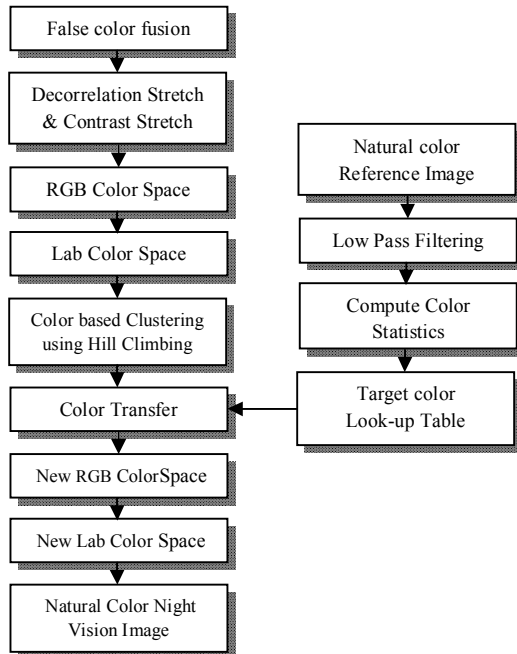 False color fusion
Decorrelation Stretch
& Contrast Stretch
RGB Color Space
Lab Color Space
Color based Clustering
using Hill Climbing
Color Transfer
New RGB ColorSpace
New Lab Color Space
Natural Color Night
Vision Image
Natural color
Reference Image
Low Pass Filtering
Compute Color
Statistics
Target color
Look-up Table